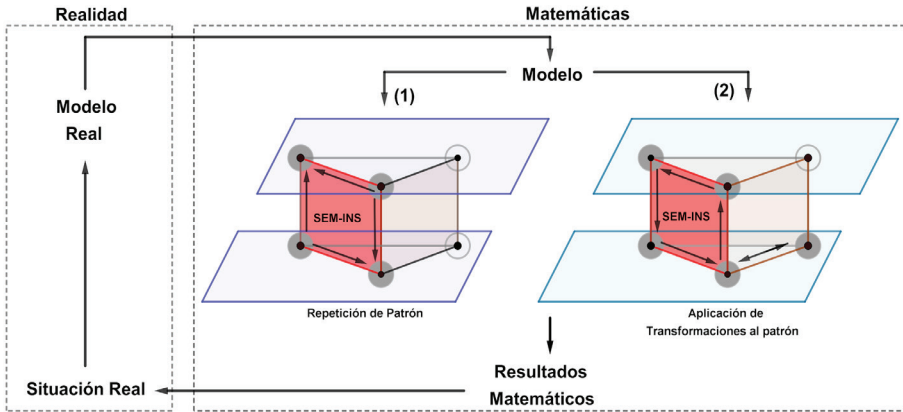 Realidad
Matemáticas
Modelo
(1)
(2)
Modelo
Real
SEM-INS
SEM-INS
Repetición de Patrón
Aplicación de
Transformaciones al patrón
Resultados
Matemáticos
Situación Real